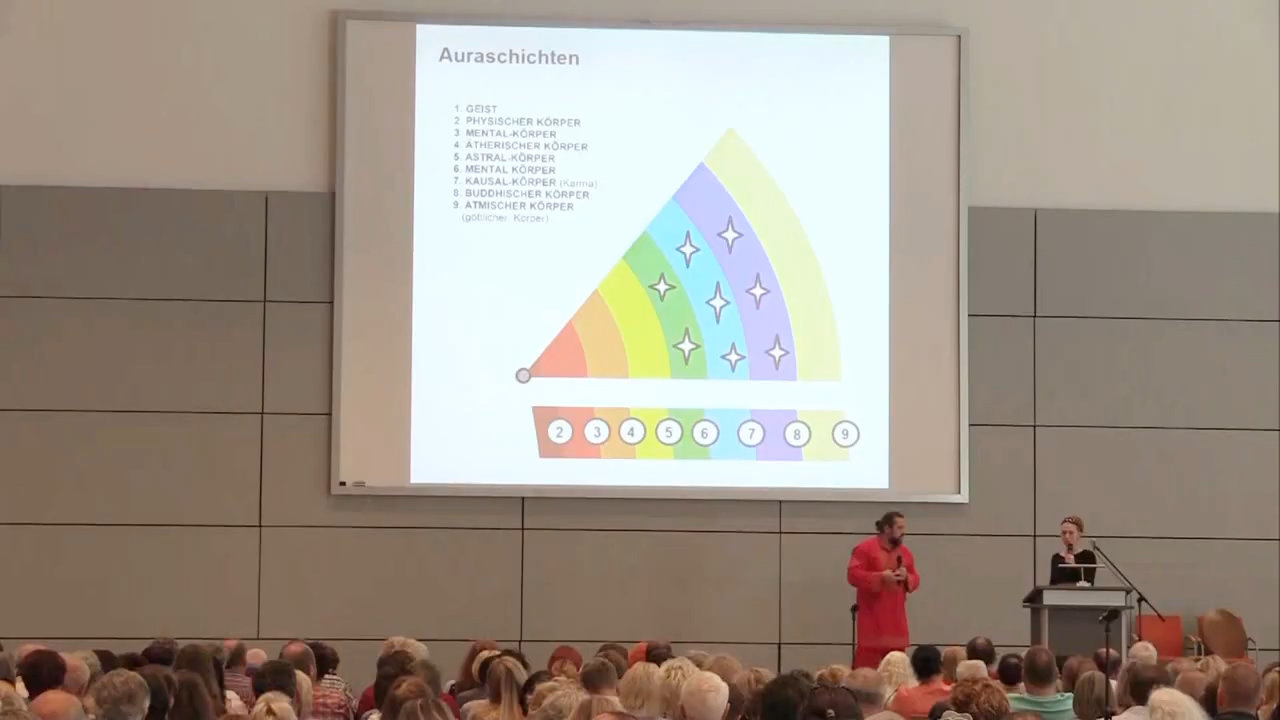 Auraschichten
1. GEIST
2. PHYSISCHER KÖRPER
3. MENTAL-KÖRPER
4. ÄTHERISCHER KÖRPER
5. ASTRAL-KÖRPER
6. MENTAL KÖRPER
7. KAUSAL-KÖRPER (Karma)
8. BUDDHISCHER KÖRPER
9. ATMISCHER KÖRPER
(göttlicher Körper)
2 3 4 5 6 7 8 9